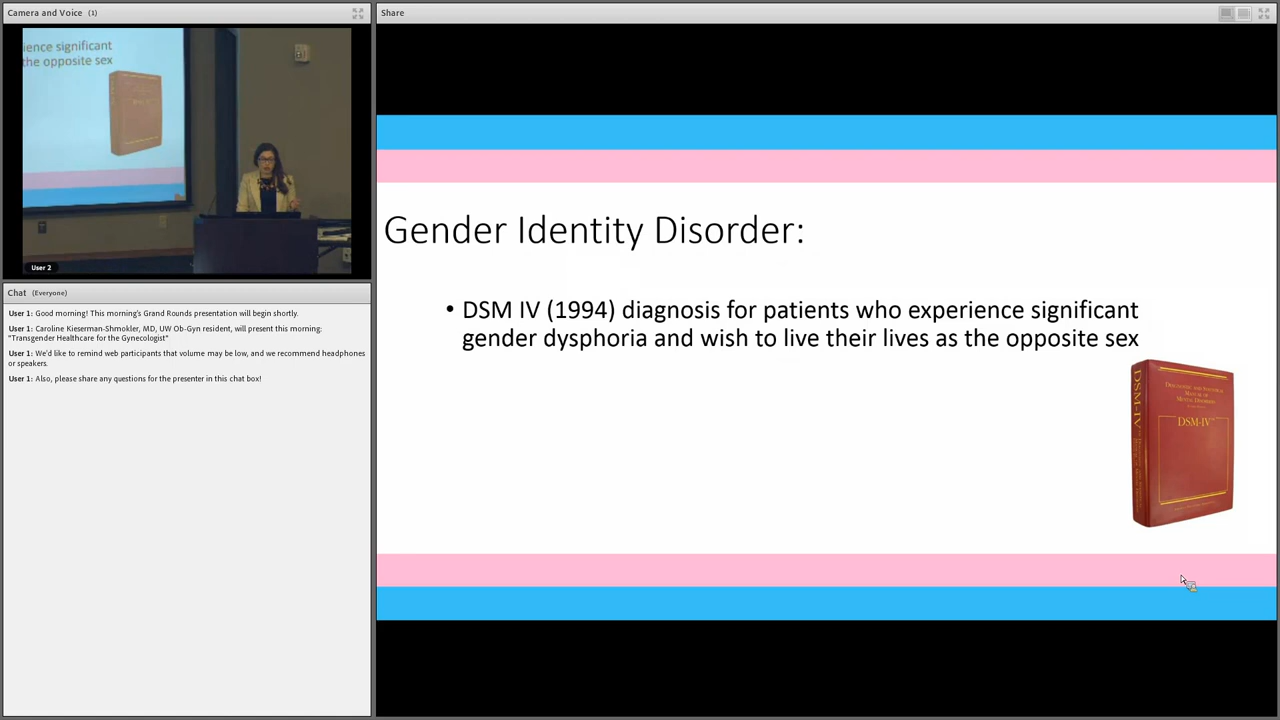 Camera and Voice (1)
ience significant
the opposite sex
User 2
Chat (Everyone)
User 1: Good morning! This morning's Grand Rounds presentation will begin shortly.
User 1: Caroline Kieserman-Shmokler, MD, UW Ob-Gyn resident, will present this morning:
"Transgender Healthcare for the Gynecologist"
User 1: We'd like to remind web participants that volume may be low, and we recommend headphones
or speakers.
User 1: Also, please share any questions for the presenter in this chat box!
Share
Gender Identity Disorder:
• DSM IV (1994) diagnosis for patients who experience significant
gender dysphoria and wish to live their lives as the opposite sex
DSM-IV
DIAGNOSTIC AND STATISTICAL
MANUAL OF
MENTAL DISORDERS
DSM-IV